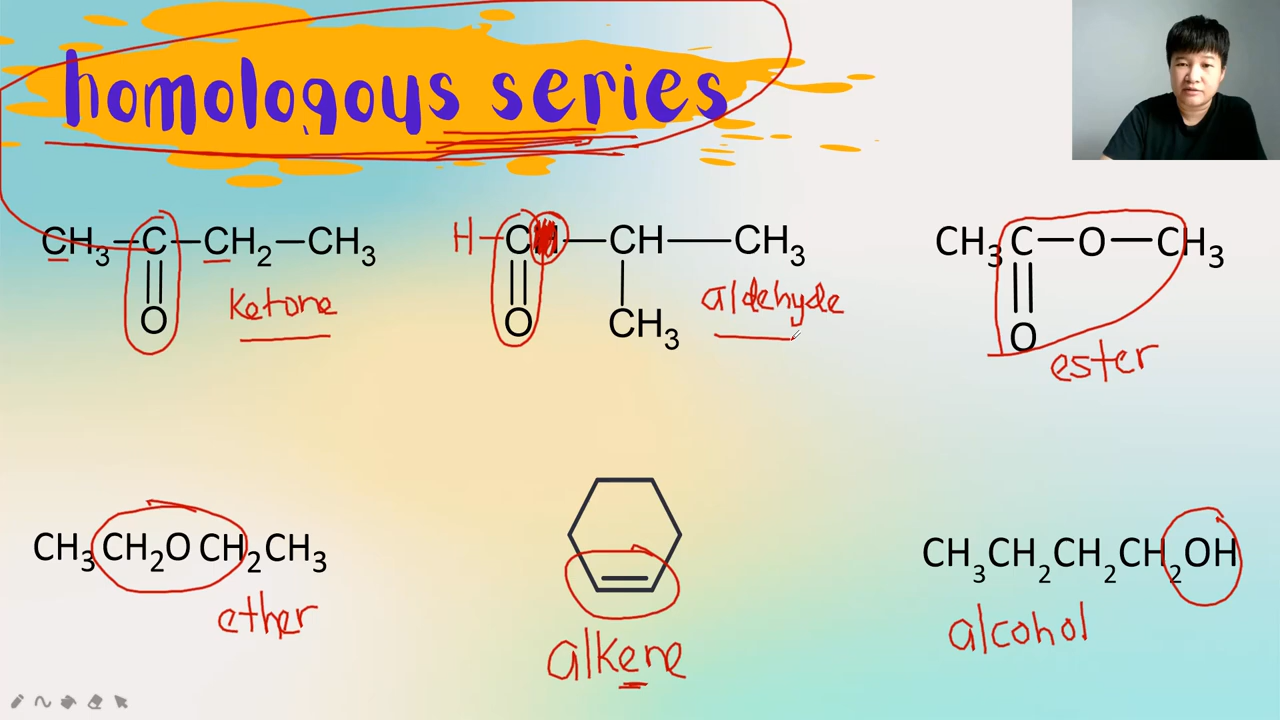 homologous series
CH₃—C—CH₂—CH₃
O
ketone
H–C—CH—CH₃
O
CH₃
aldehyde
CH₃C—O—CH₃
O
ester
CH₃CH₂OCH₂CH₃
ether
alkene
CH₃CH₂CH₂CH₂OH
alcohol